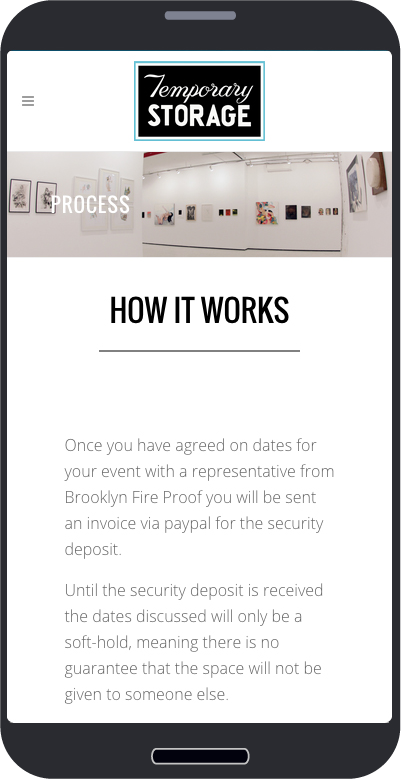 Temporary
STORAGE
PROCESS
HOW IT WORKS
Once you have agreed on dates for
your event with a representative from
Brooklyn Fire Proof you will be sent
an invoice via paypal for the security
deposit.
Until the security deposit is received
the dates discussed will only be a
soft-hold, meaning there is no
guarantee that the space will not be
given to someone else.